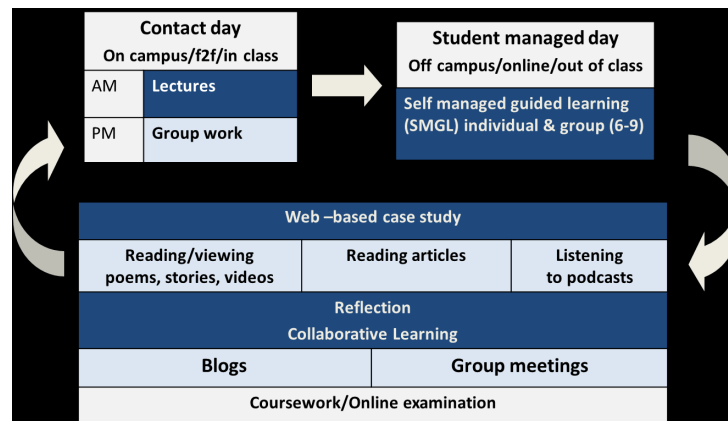 Contact day
On campus/f2f/in class
AM
Lectures
PM
Group work
Student managed day
Off campus/online/out of class
Self managed guided learning
(SMGL) individual & group (6-9)
Web –based case study
Reading/viewing
poems, stories, videos
Reading articles
Listening
to podcasts
Reflection
Collaborative Learning
Blogs
Group meetings
Coursework/Online examination